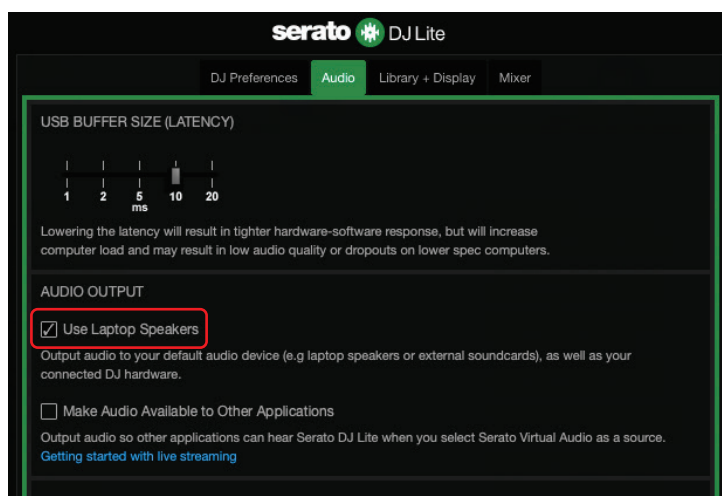 serato DJ Lite
DJ Preferences Audio Library + Display Mixer
USB BUFFER SIZE (LATENCY)
1 2 5 10 20
ms
Lowering the latency will result in tighter hardware-software response, but will increase
computer load and may result in low audio quality or dropouts on lower spec computers.
AUDIO OUTPUT
Use Laptop Speakers
Output audio to your default audio device (e.g laptop speakers or external soundcards), as well as your
connected DJ hardware.
Make Audio Available to Other Applications
Output audio so other applications can hear Serato DJ Lite when you select Serato Virtual Audio as a source.
Getting started with live streaming